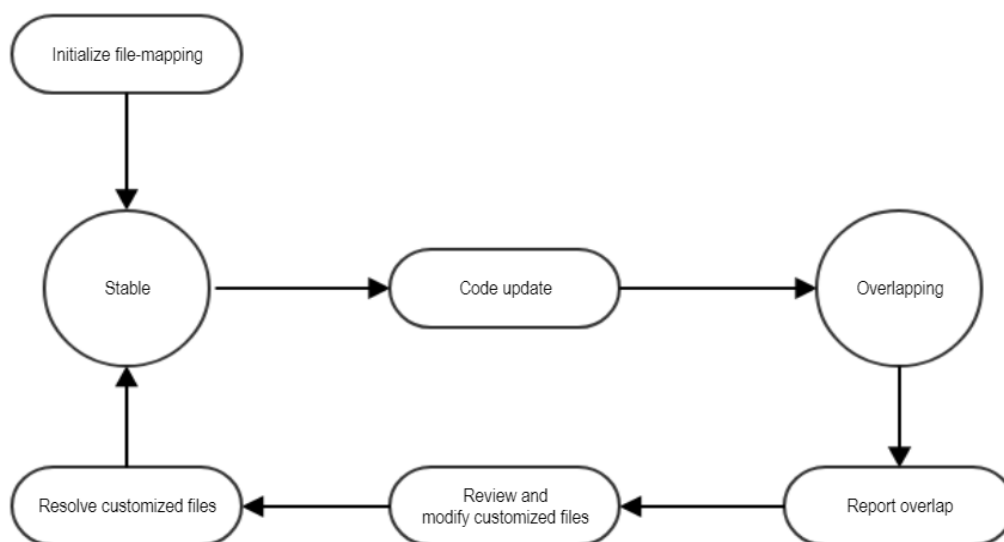 Initialize file-mapping
Stable
Code update
Overlapping
Resolve customized files
Review and
modify customized files
Report overlap